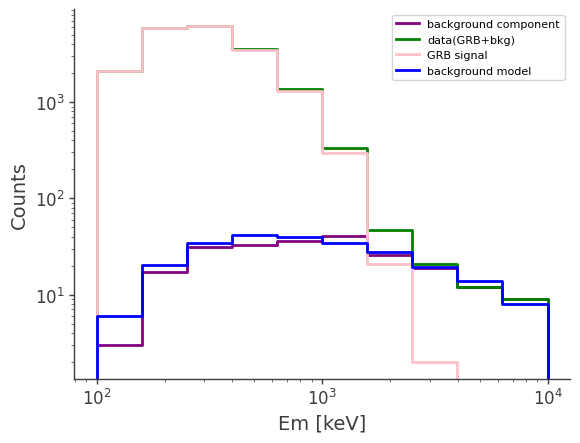 background component
data(GRB+bkg)
GRB signal
background model
Counts
10³
10²
10¹
10² 10³ 10⁴
Em [keV]